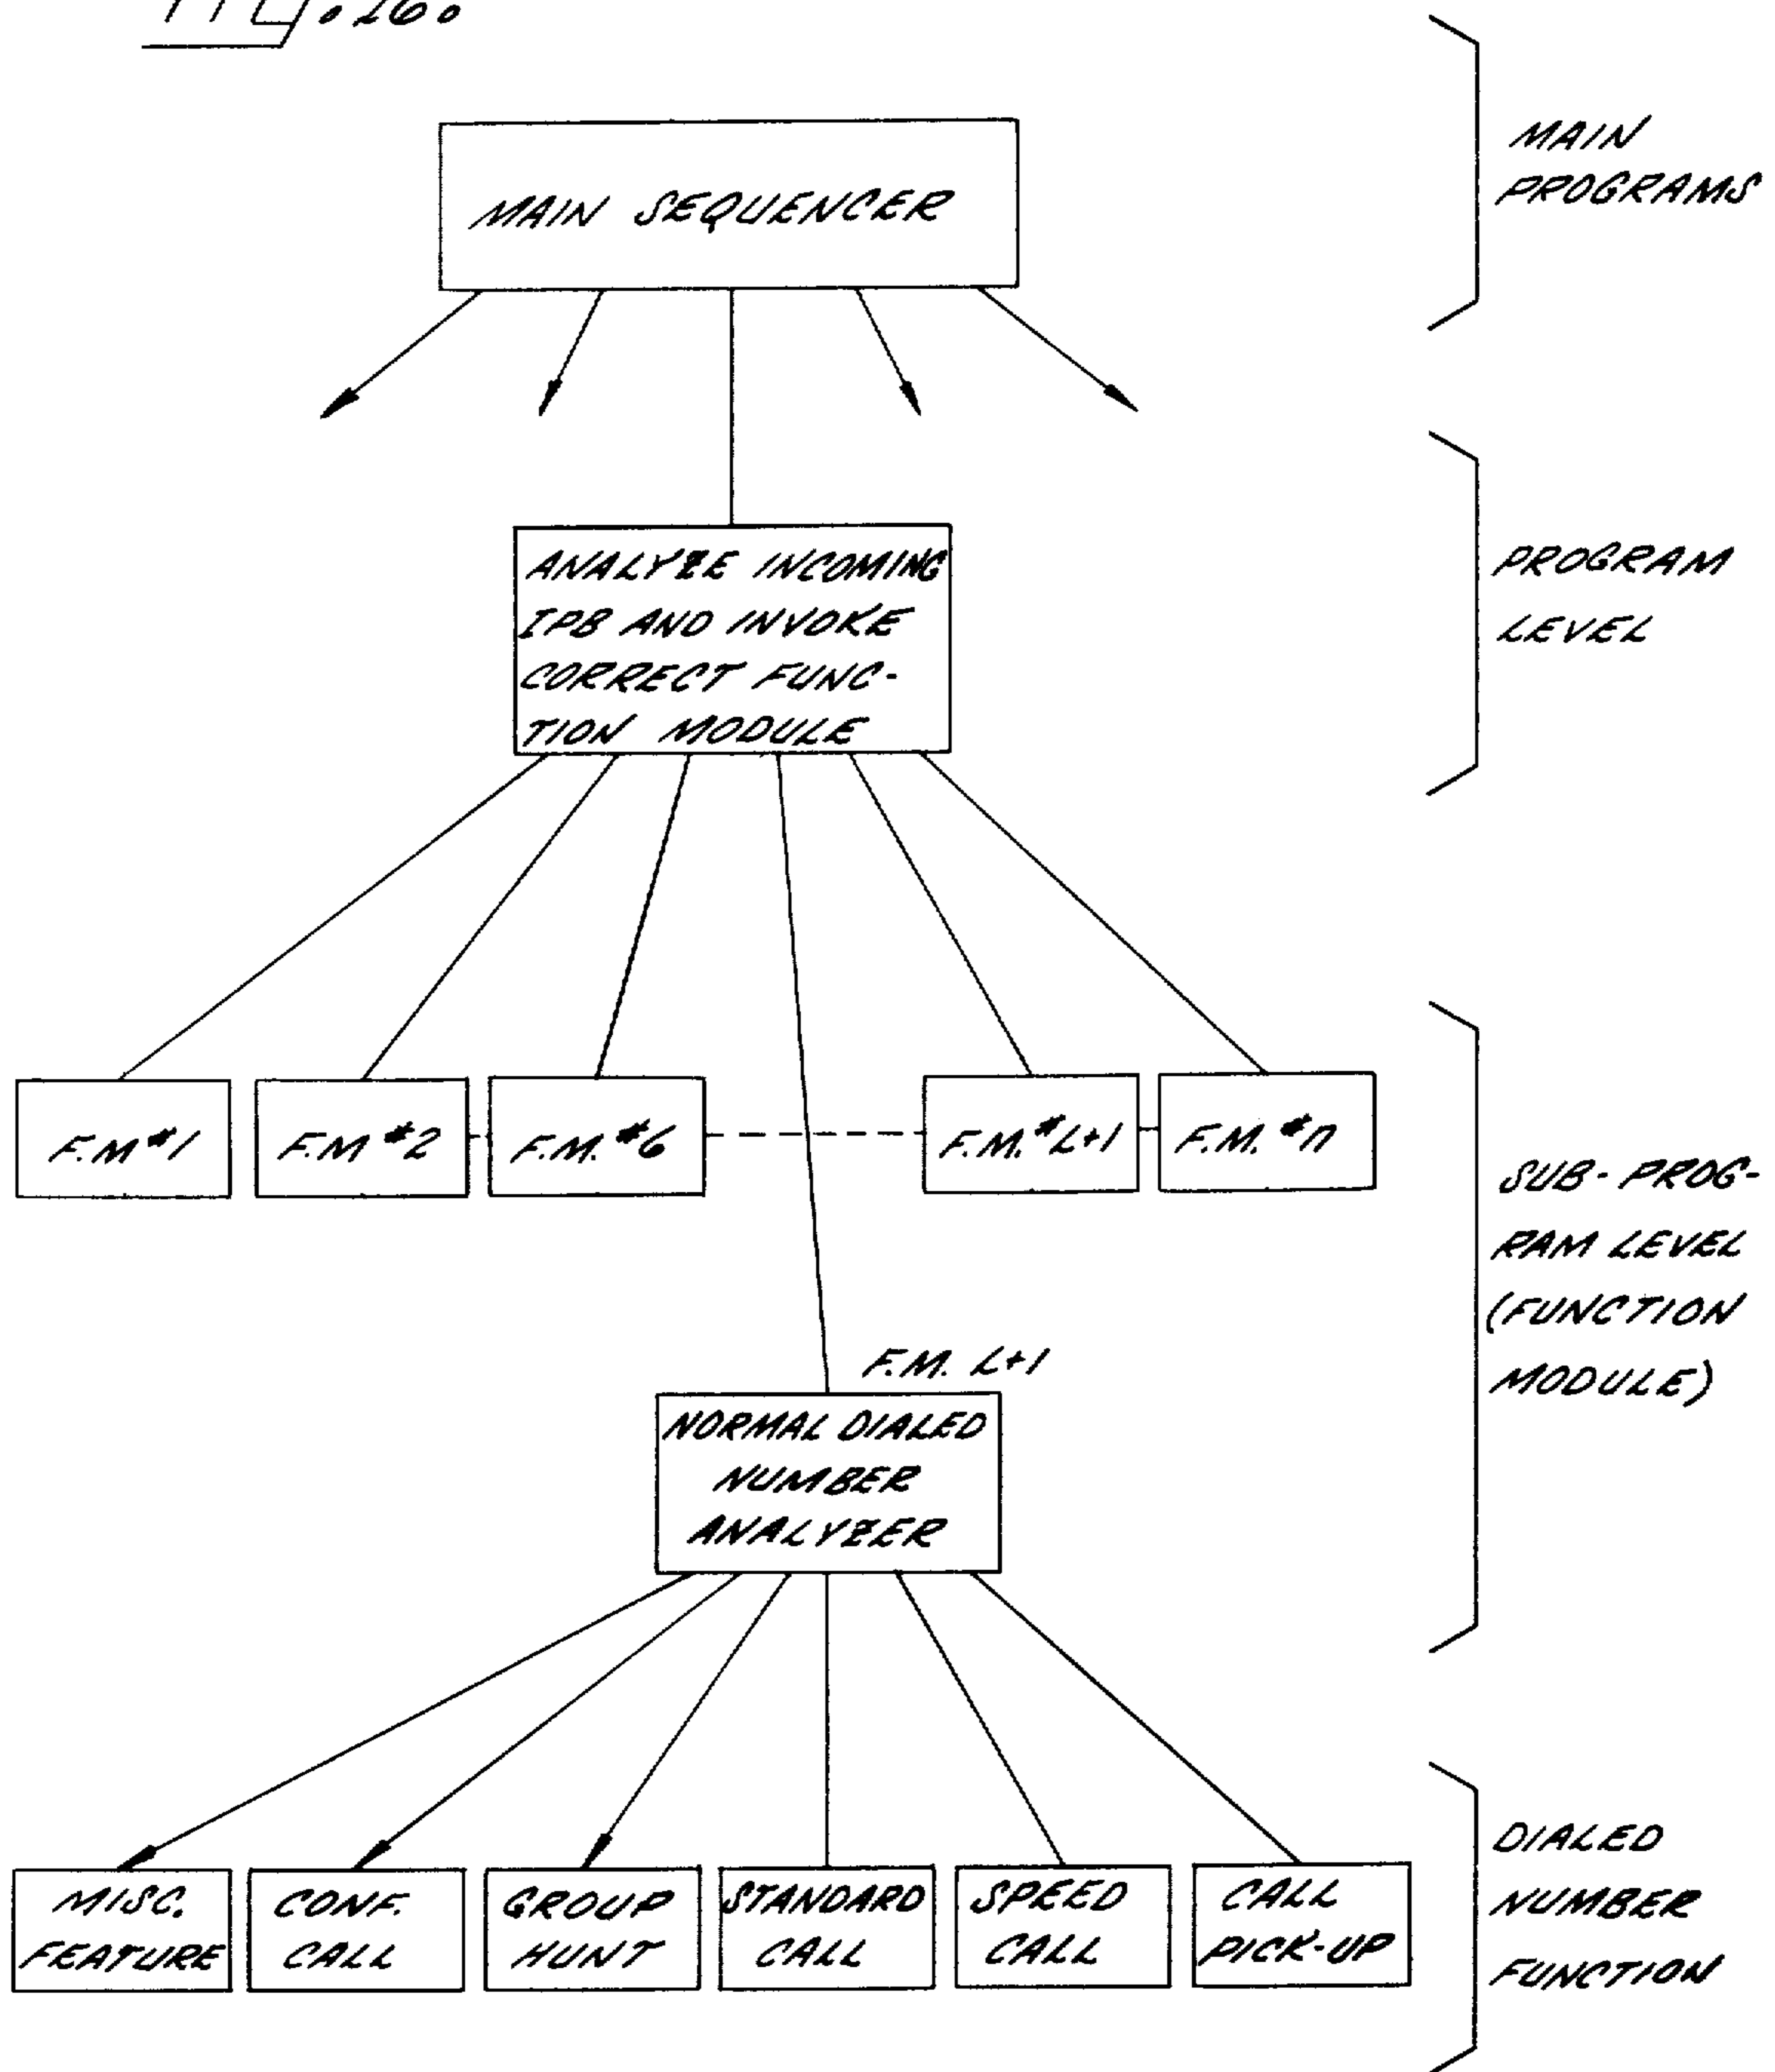 FIG. 16.
MAIN
PROGRAMS
MAIN SEQUENCER
ANALYZE INCOMING
IPB AND INVOKE
CORRECT FUNC-
TION MODULE
PROGRAM
LEVEL
F.M #1
F.M #2
F.M. #6
F.M. #L+1
F.M. #n
SUB-PROG-
RAM LEVEL
(FUNCTION
MODULE)
F.M. L+1
NORMAL DIALED
NUMBER
ANALYZER
MISC.
FEATURE
CONF.
CALL
GROUP
HUNT
STANDARD
CALL
SPEED
CALL
CALL
PICK-UP
DIALED
NUMBER
FUNCTION